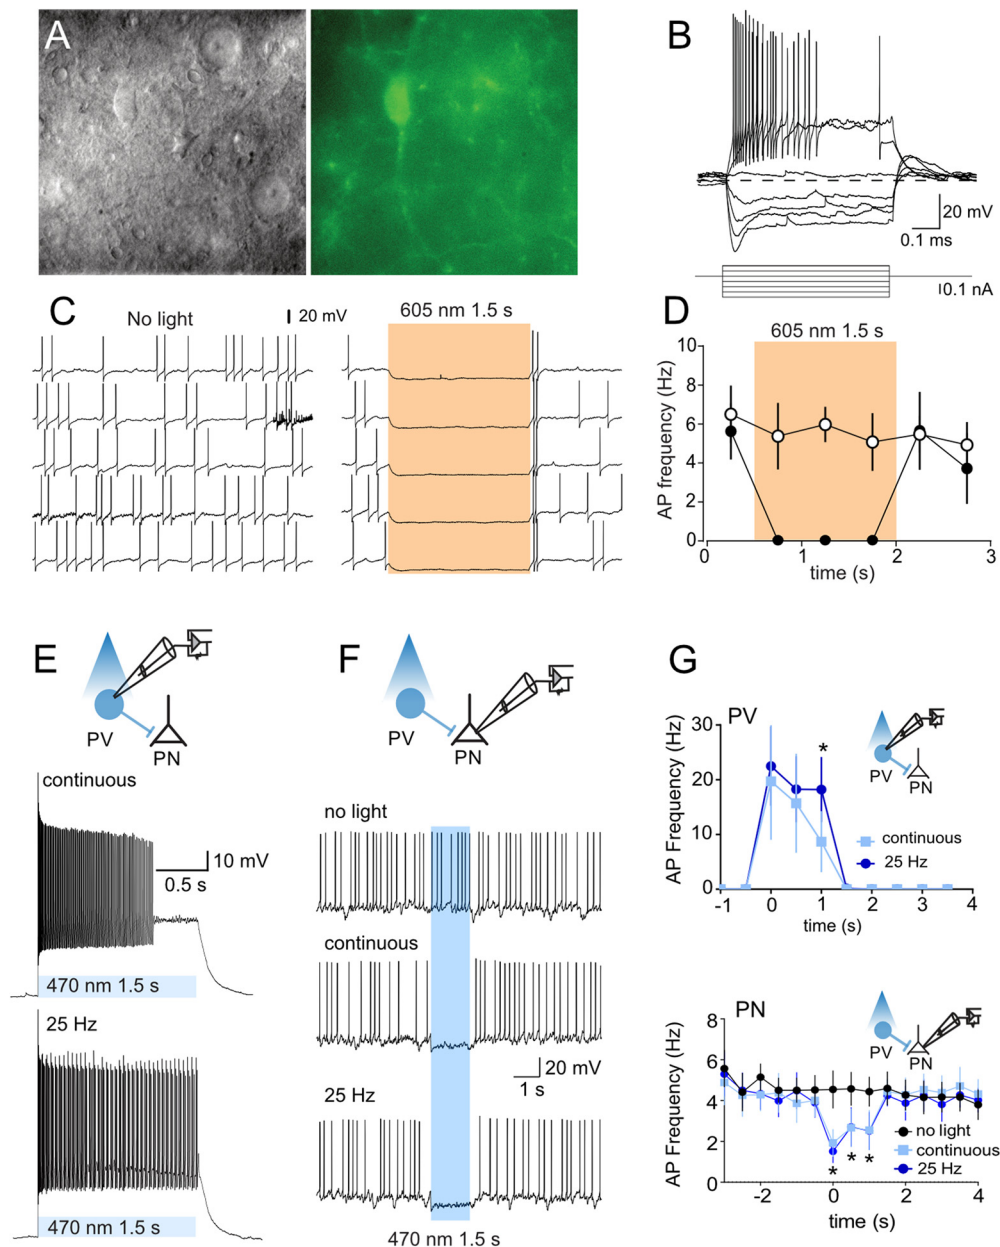 A
B
20 mV
0.1 ms
0.1 nA
C
No light
20 mV
605 nm 1.5 s
D
605 nm 1.5 s
10
8
6
4
2
0
AP frequency (Hz)
0
1
2
3
time (s)
E
PV
PN
continuous
10 mV
0.5 s
470 nm 1.5 s
25 Hz
470 nm 1.5 s
F
PV
PN
no light
continuous
20 mV
1 s
25 Hz
470 nm 1.5 s
G
PV
30
20
10
0
AP Frequency (Hz)
PV
PN
continuous
25 Hz
*
-1
0
1
2
3
4
time (s)
PN
8
6
4
2
0
AP Frequency (Hz)
PV
PN
no light
continuous
25 Hz
* * *
-2
0
2
4
time (s)